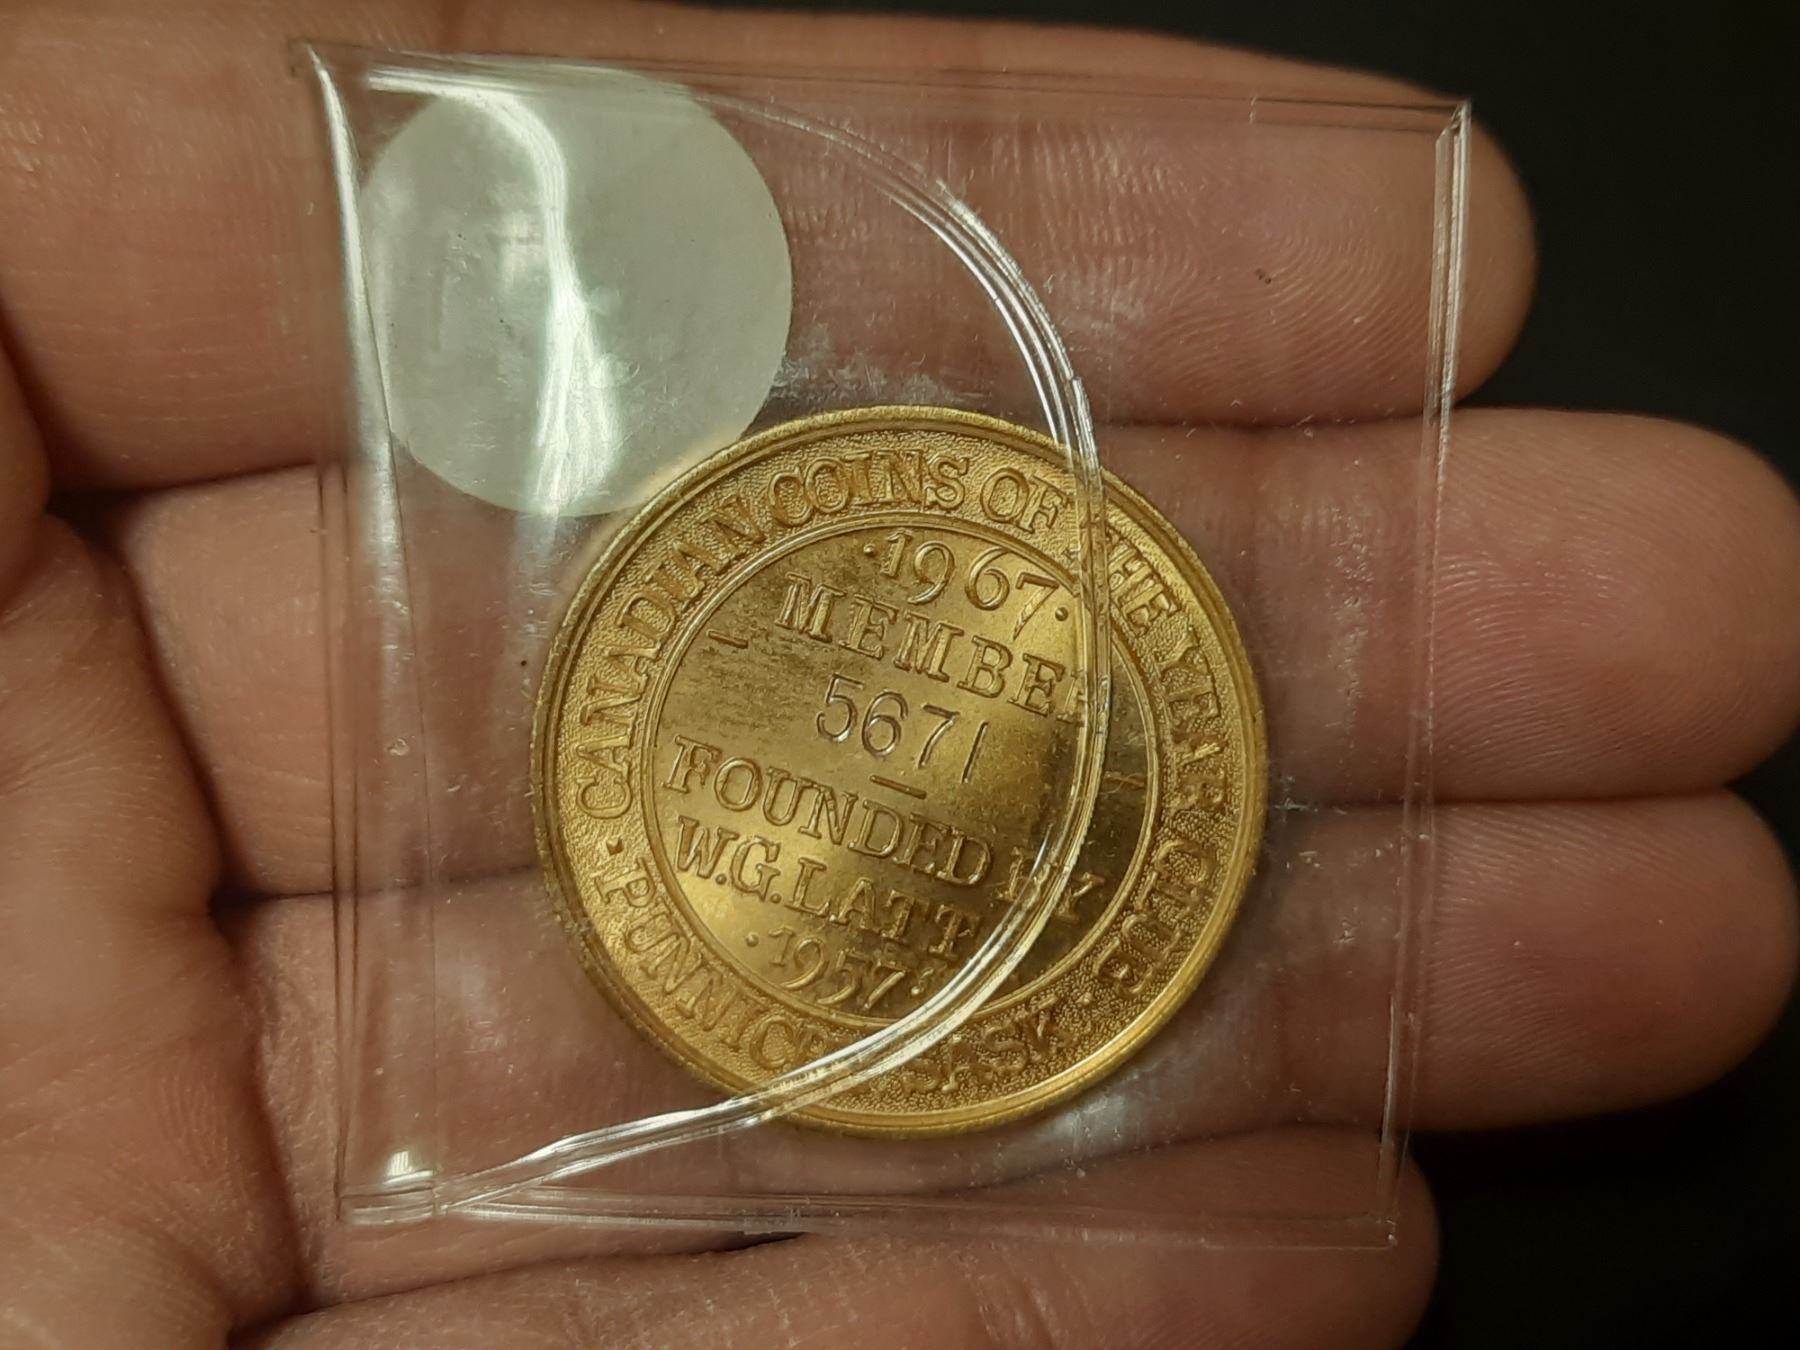 CANADIAN COINS OF THE YEAR CLUB
· 1967 ·
MEMBER
5671
FOUNDED BY
W.G. LATT
· 1957 ·
· PUNNICHY SASK ·